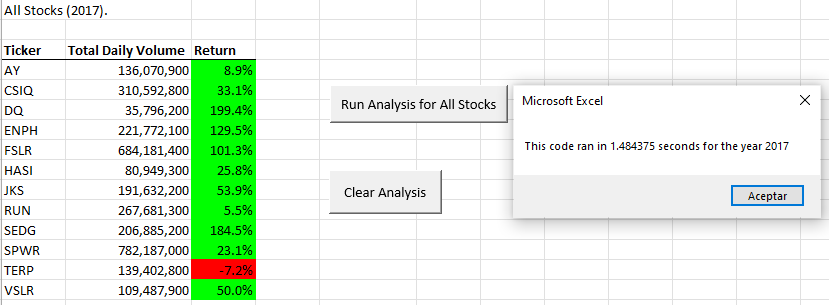 All Stocks (2017).
Ticker Total Daily Volume Return
AY 136,070,900 8.9%
CSIQ 310,592,800 33.1%
DQ 35,796,200 199.4%
ENPH 221,772,100 129.5%
FSLR 684,181,400 101.3%
HASI 80,949,300 25.8%
JKS 191,632,200 53.9%
RUN 267,681,300 5.5%
SEDG 206,885,200 184.5%
SPWR 782,187,000 23.1%
TERP 139,402,800 -7.2%
VSLR 109,487,900 50.0%
Run Analysis for All Stocks
Clear Analysis
Microsoft Excel
This code ran in 1.484375 seconds for the year 2017
Aceptar